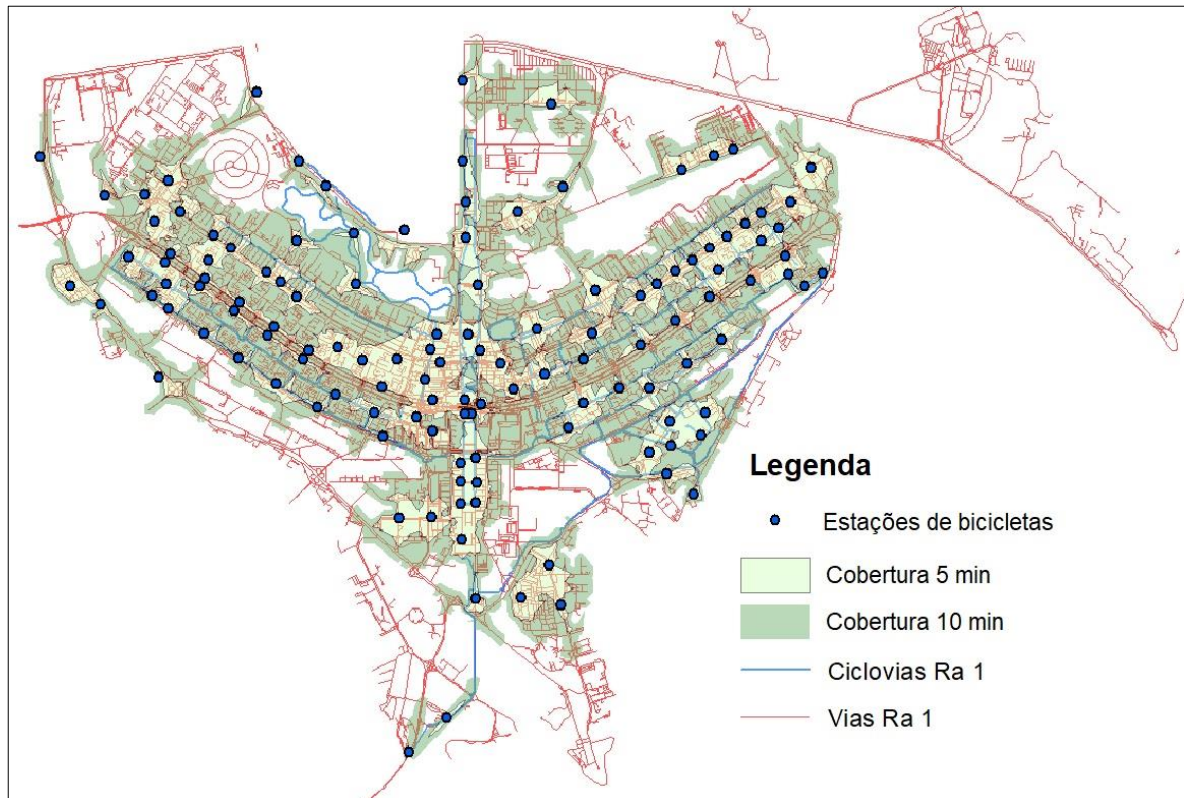 Legenda
Estações de bicicletas
Cobertura 5 min
Cobertura 10 min
Ciclovias Ra 1
Vias Ra 1